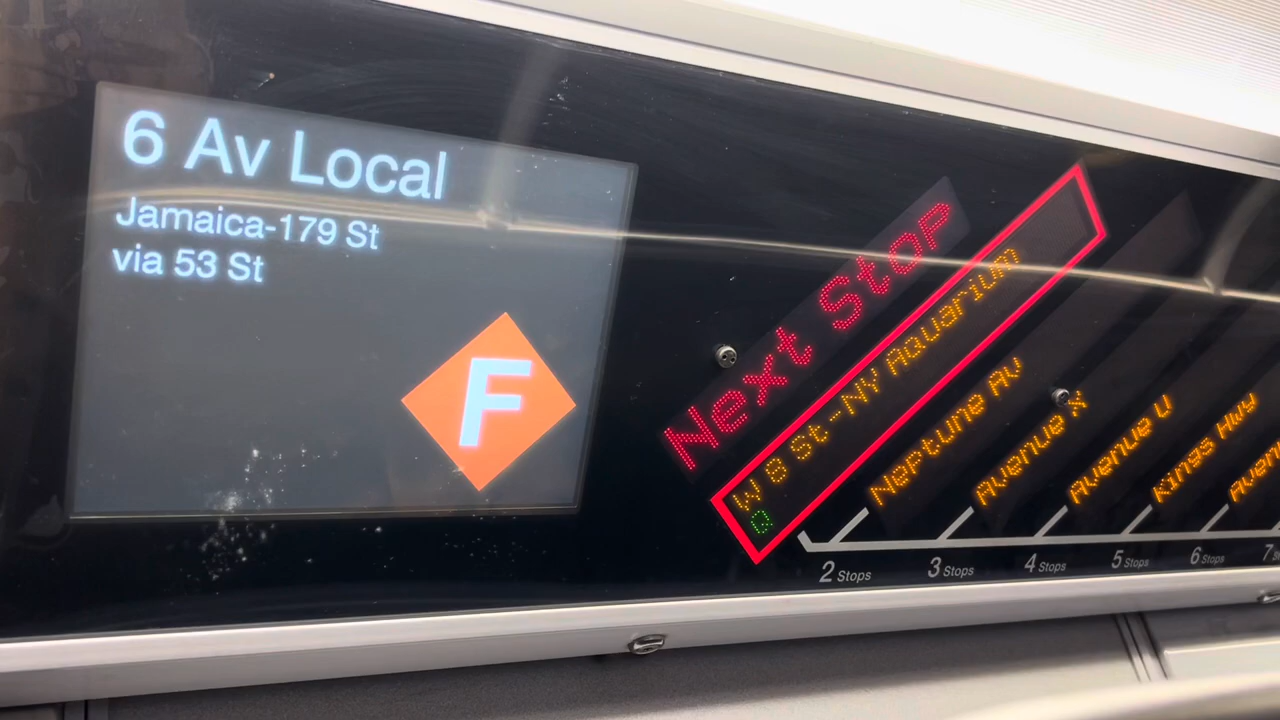 6 Av Local
Jamaica-179 St
via 53 St
F
Next Stop
W 8 St-NY Aquarium
Q
Neptune Av
Avenue X
Avenue U
Kings Hwy
2 Stops
3 Stops
4 Stops
5 Stops
6 Stops